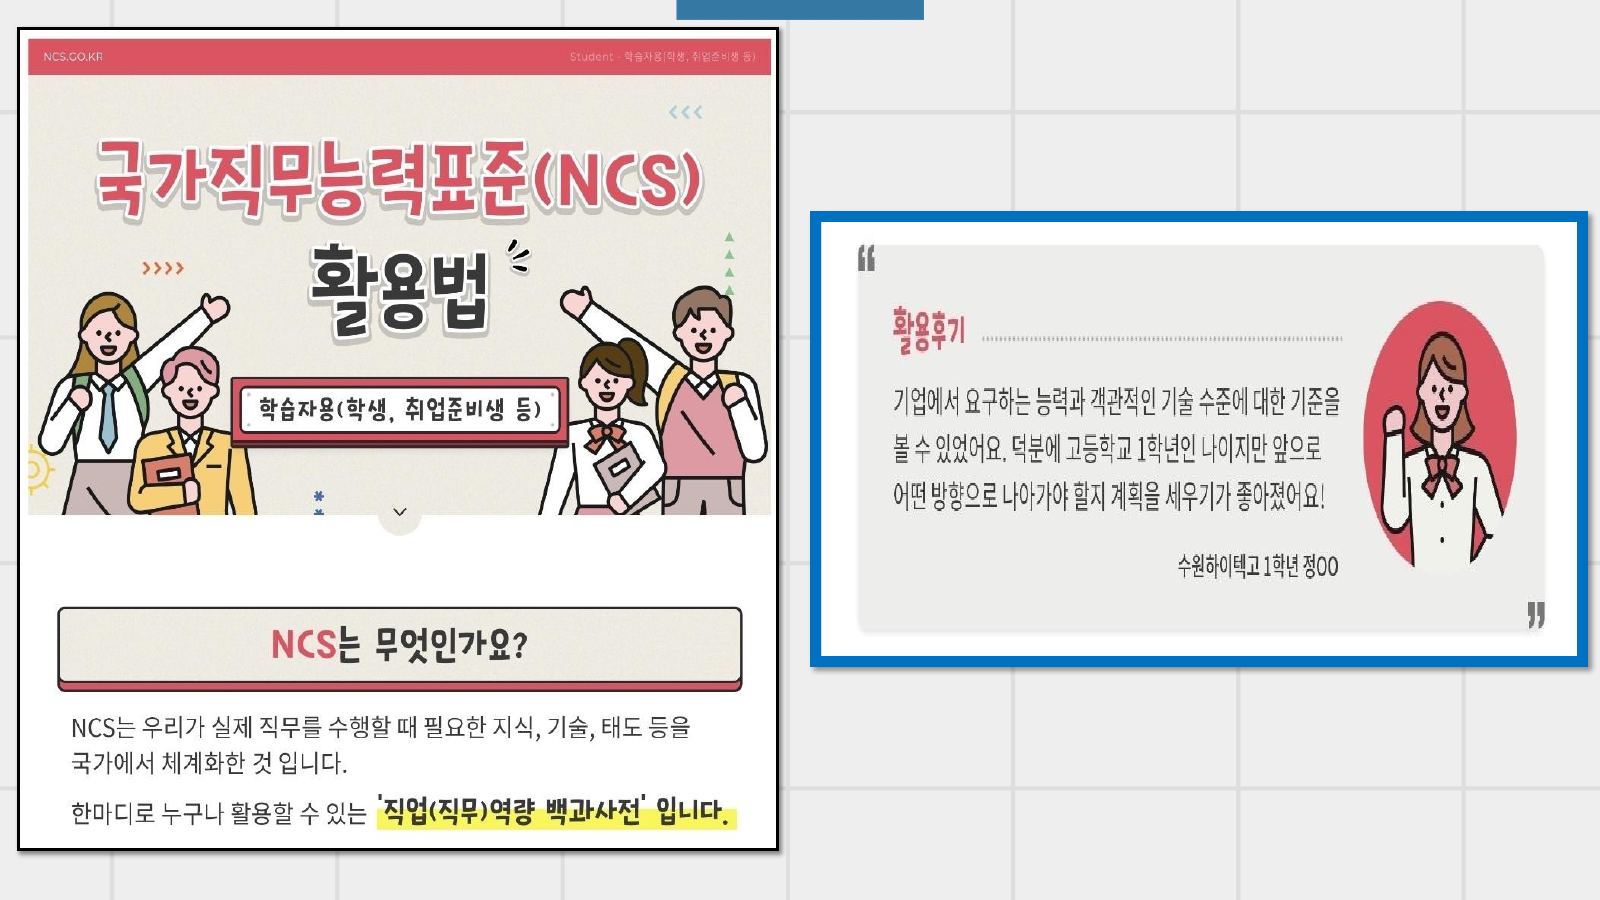 NCS.GO.KR
Student - 학습자용(학생, 취업준비생 등)
국가직무능력표준(NCS)
활용법
학습자용(학생, 취업준비생 등)
NCS는 무엇인가요?
NCS는 우리가 실제 직무를 수행할 때 필요한 지식, 기술, 태도 등을
국가에서 체계화한 것 입니다.
한마디로 누구나 활용할 수 있는 '직업(직무)역량 백과사전' 입니다.
“
활용후기
기업에서 요구하는 능력과 객관적인 기술 수준에 대한 기준을
볼 수 있었어요. 덕분에 고등학교 1학년인 나이지만 앞으로
어떤 방향으로 나아가야 할지 계획을 세우기가 좋아졌어요!
수원하이텍고 1학년 정OO
”